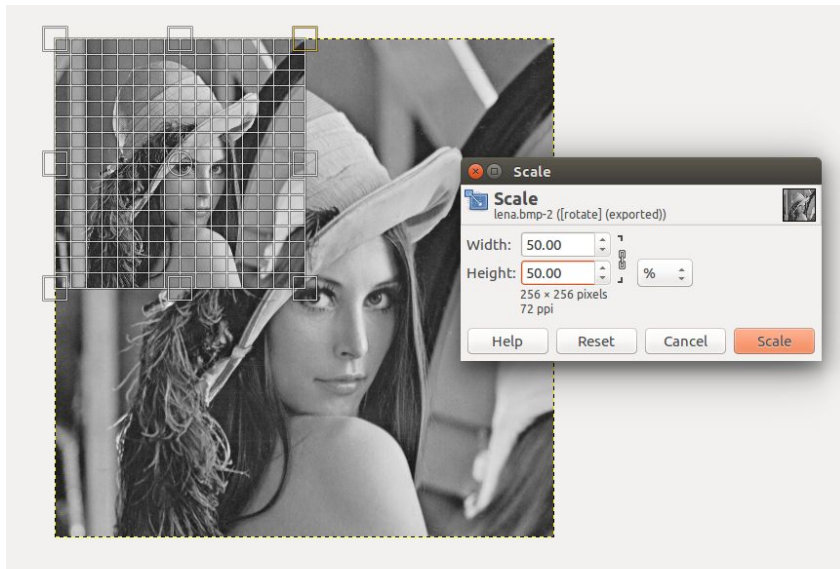 Scale
Scale
lena.bmp-2 ([rotate] (exported))
Width: 50.00
Height: 50.00 %
256 × 256 pixels
72 ppi
Help Reset Cancel Scale